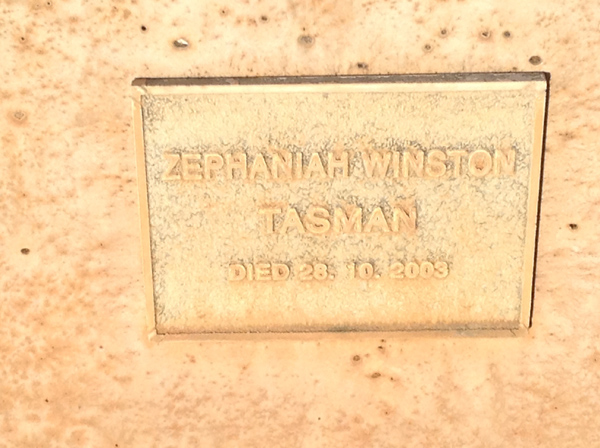 ZEPHANIAH WINSTON
TASMAN
DIED 28. 10. 2003